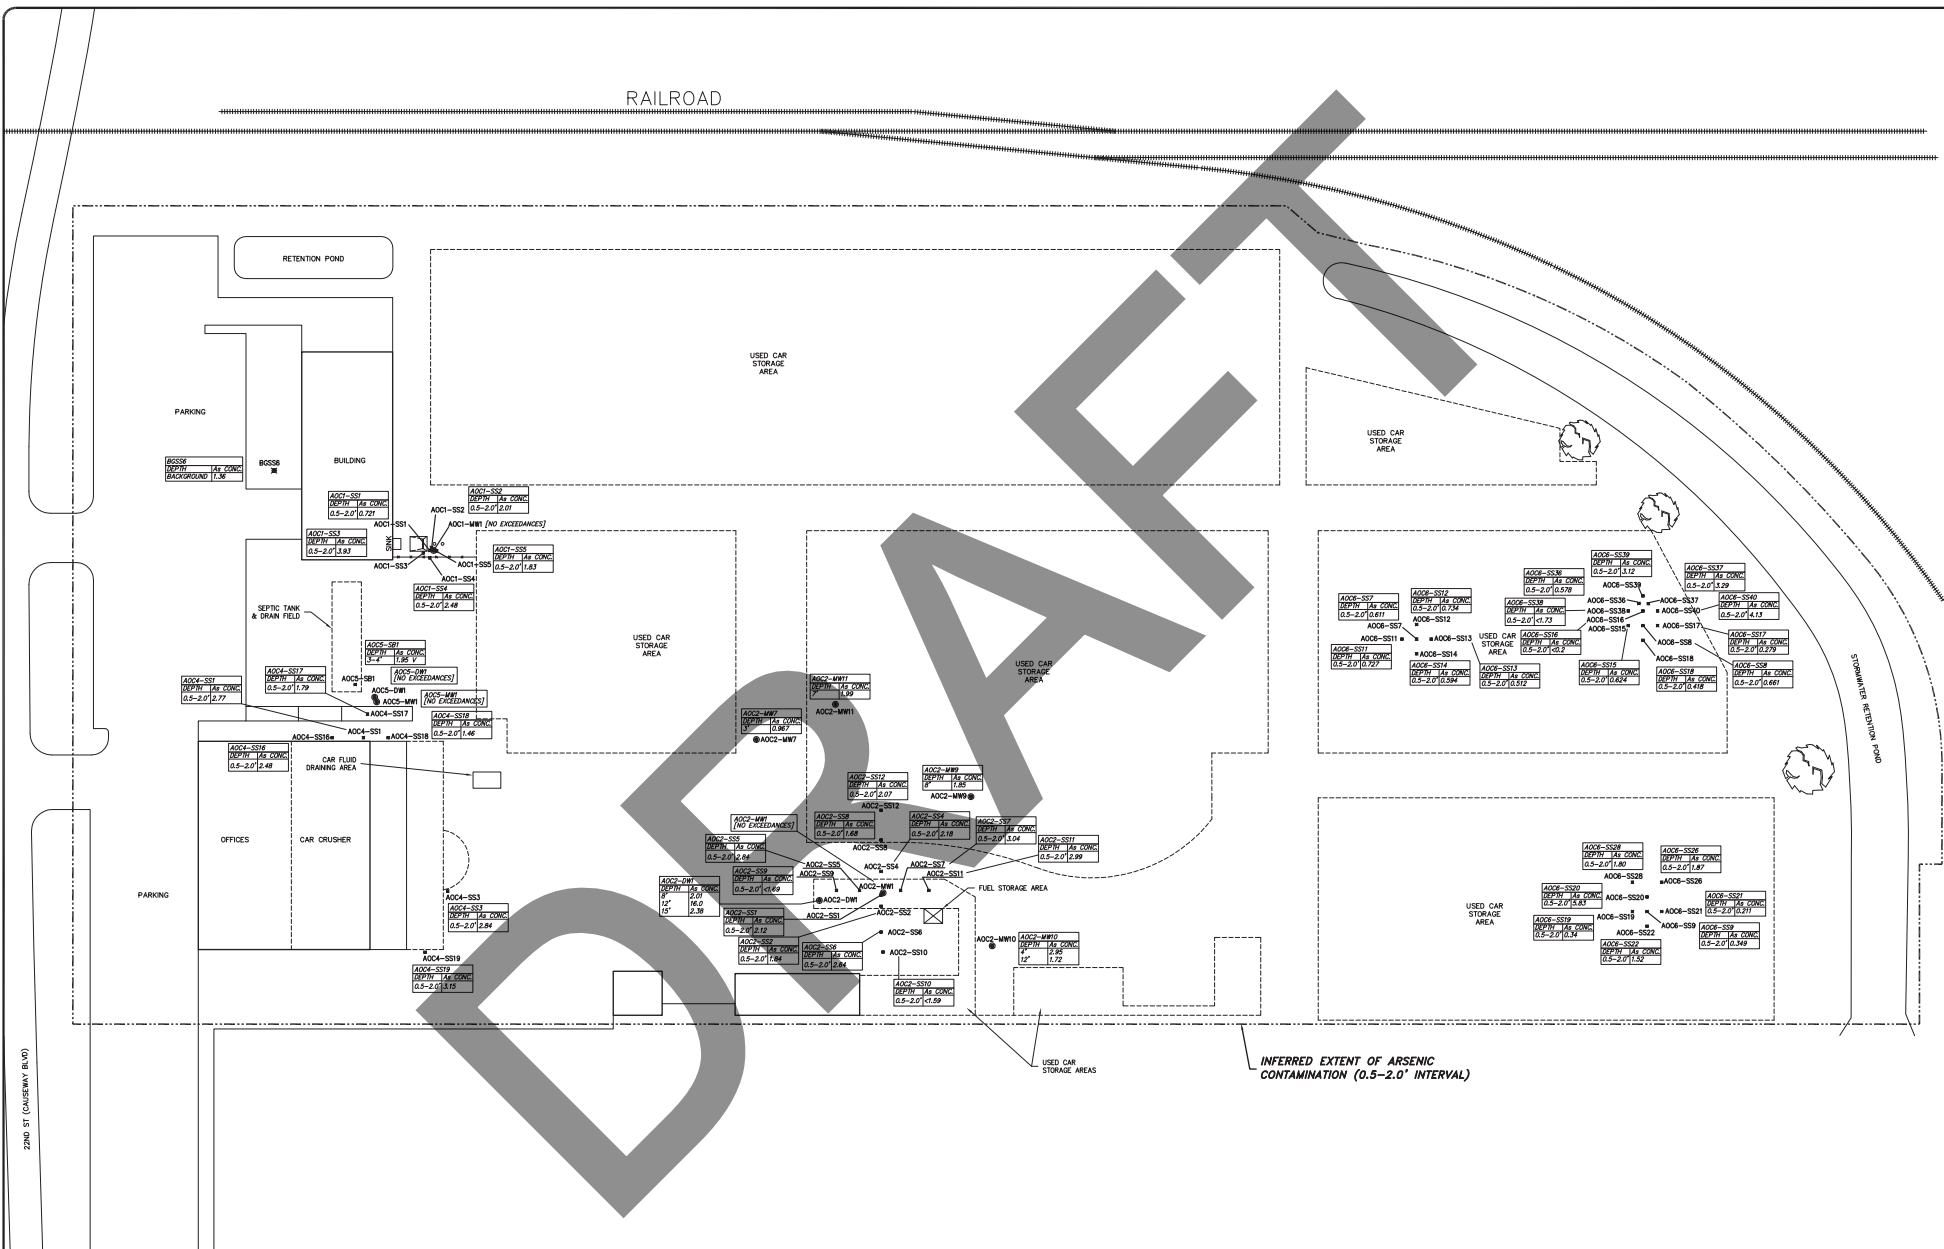 RAILROAD
RETENTION POND
USED CAR
STORAGE
AREA
PARKING
BUILDING
USED CAR
STORAGE
AREA
BGSS6
DEPTH As CONC.
BACKGROUND 1.36
BGSS6
AOC1-SS1
DEPTH As CONC.
0.5-2.0' 0.721
AOC1-SS2
DEPTH As CONC.
0.5-2.0' 2.01
AOC1-SS2
AOC1-SS1
AOC1-MW1 [NO EXCEEDANCES]
AOC1-SS3
DEPTH As CONC.
0.5-2.0' 3.93
SINK
AOC1-SS3
AOC1-SS5
AOC1-SS5
DEPTH As CONC.
0.5-2.0' 1.83
AOC1-SS4
AOC1-SS4
DEPTH As CONC.
0.5-2.0' 2.48
SEPTIC TANK
& DRAIN FIELD
AOC5-SB1
DEPTH As CONC.
3-4' 1.95 V
AOC5-DW1
[NO EXCEEDANCES]
AOC5-SB1
AOC5-DW1
AOC5-MW1
AOC5-MW1
[NO EXCEEDANCES]
AOC4-SS17
DEPTH As CONC.
0.5-2.0' 1.79
AOC4-SS1
DEPTH As CONC.
0.5-2.0' 2.77
AOC4-SS17
AOC4-SS18
DEPTH As CONC.
0.5-2.0' 1.46
AOC4-SS16
AOC4-SS1
AOC4-SS18
AOC4-SS16
DEPTH As CONC.
0.5-2.0' 2.48
CAR FLUID
DRAINING AREA
OFFICES
CAR CRUSHER
PARKING
AOC4-SS3
AOC4-SS3
DEPTH As CONC.
0.5-2.0' 2.84
AOC4-SS19
AOC4-SS19
DEPTH As CONC.
0.5-2.0' 3.15
22ND ST (CAUSEWAY BLVD)
USED CAR
STORAGE
AREA
USED CAR
STORAGE
AREA
AOC2-MW11
DEPTH As CONC.
7' 1.99
AOC2-MW11
AOC2-MW7
DEPTH As CONC.
3' 0.967
AOC2-MW7
AOC2-SS12
DEPTH As CONC.
0.5-2.0' 2.07
AOC2-SS12
AOC2-MW9
DEPTH As CONC.
8' 1.85
AOC2-MW9
AOC2-MW1
[NO EXCEEDANCES]
AOC2-SS8
DEPTH As CONC.
0.5-2.0' 1.68
AOC2-SS4
DEPTH As CONC.
0.5-2.0' 2.18
AOC2-SS7
DEPTH As CONC.
0.5-2.0' 3.04
AOC2-SS11
DEPTH As CONC.
0.5-2.0' 2.99
AOC2-SS5
DEPTH As CONC.
0.5-2.0' 2.64
AOC2-SS8
AOC2-SS5
AOC2-SS4
AOC2-SS7
AOC2-SS9
AOC2-SS11
AOC2-SS9
DEPTH As CONC.
0.5-2.0' <1.69
AOC2-DW1
DEPTH As CONC.
8' 2.01
12' 16.0
15' 2.38
AOC2-MW1
AOC2-DW1
FUEL STORAGE AREA
AOC2-SS1
AOC2-SS2
AOC2-SS1
DEPTH As CONC.
0.5-2.0' 2.12
AOC2-SS2
DEPTH As CONC.
0.5-2.0' 1.84
AOC2-SS6
DEPTH As CONC.
0.5-2.0' 2.64
AOC2-SS6
AOC2-SS10
AOC2-SS10
DEPTH As CONC.
0.5-2.0' <1.59
AOC2-MW10
AOC2-MW10
DEPTH As CONC.
4' 2.95
12' 1.72
USED CAR
STORAGE AREAS
INFERRED EXTENT OF ARSENIC
CONTAMINATION (0.5-2.0' INTERVAL)
AOC6-SS7
DEPTH As CONC.
0.5-2.0' 0.611
AOC6-SS12
DEPTH As CONC.
0.5-2.0' 0.734
AOC6-SS12
AOC6-SS7
AOC6-SS11
AOC6-SS13
AOC6-SS14
AOC6-SS11
DEPTH As CONC.
0.5-2.0' 0.727
AOC6-SS14
DEPTH As CONC.
0.5-2.0' 0.594
AOC6-SS13
DEPTH As CONC.
0.5-2.0' 0.512
USED CAR
STORAGE
AREA
AOC6-SS39
DEPTH As CONC.
0.5-2.0' 3.12
AOC6-SS36
DEPTH As CONC.
0.5-2.0' 0.578
AOC6-SS37
DEPTH As CONC.
0.5-2.0' 3.29
AOC6-SS38
DEPTH As CONC.
0.5-2.0' <1.73
AOC6-SS40
DEPTH As CONC.
0.5-2.0' 4.13
AOC6-SS39
AOC6-SS36
AOC6-SS37
AOC6-SS38
AOC6-SS40
AOC6-SS16
AOC6-SS15
AOC6-SS17
AOC6-SS8
AOC6-SS18
AOC6-SS16
DEPTH As CONC.
0.5-2.0' <0.2
AOC6-SS17
DEPTH As CONC.
0.5-2.0' 0.279
AOC6-SS15
DEPTH As CONC.
0.5-2.0' 0.624
AOC6-SS18
DEPTH As CONC.
0.5-2.0' 0.418
AOC6-SS8
DEPTH As CONC.
0.5-2.0' 0.661
STORMWATER RETENTION POND
USED CAR
STORAGE
AREA
AOC6-SS28
DEPTH As CONC.
0.5-2.0' 1.80
AOC6-SS26
DEPTH As CONC.
0.5-2.0' 1.87
AOC6-SS28
AOC6-SS26
AOC6-SS20
DEPTH As CONC.
0.5-2.0' 5.83
AOC6-SS21
DEPTH As CONC.
0.5-2.0' 0.211
AOC6-SS20
AOC6-SS19
AOC6-SS21
AOC6-SS22
AOC6-SS9
AOC6-SS19
DEPTH As CONC.
0.5-2.0' 0.34
AOC6-SS9
DEPTH As CONC.
0.5-2.0' 0.349
AOC6-SS22
DEPTH As CONC.
0.5-2.0' 1.52
DRAFT